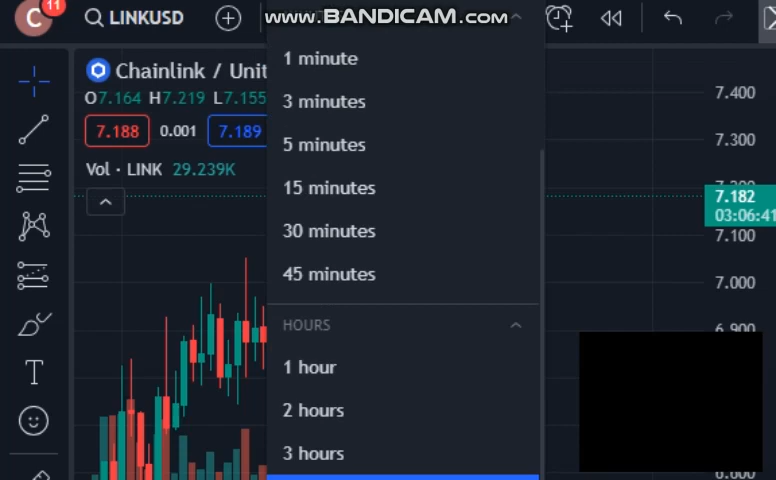 C
11
LINKUSD
www.BANDICAM.com
1 minute
3 minutes
5 minutes
15 minutes
30 minutes
45 minutes
HOURS
1 hour
2 hours
3 hours
Chainlink / Unit
O7.164 H7.219 L7.155
7.188
0.001
7.189
Vol · LINK 29.239K
T
7.400
7.300
7.182
03:06:41
7.100
7.000
6.900